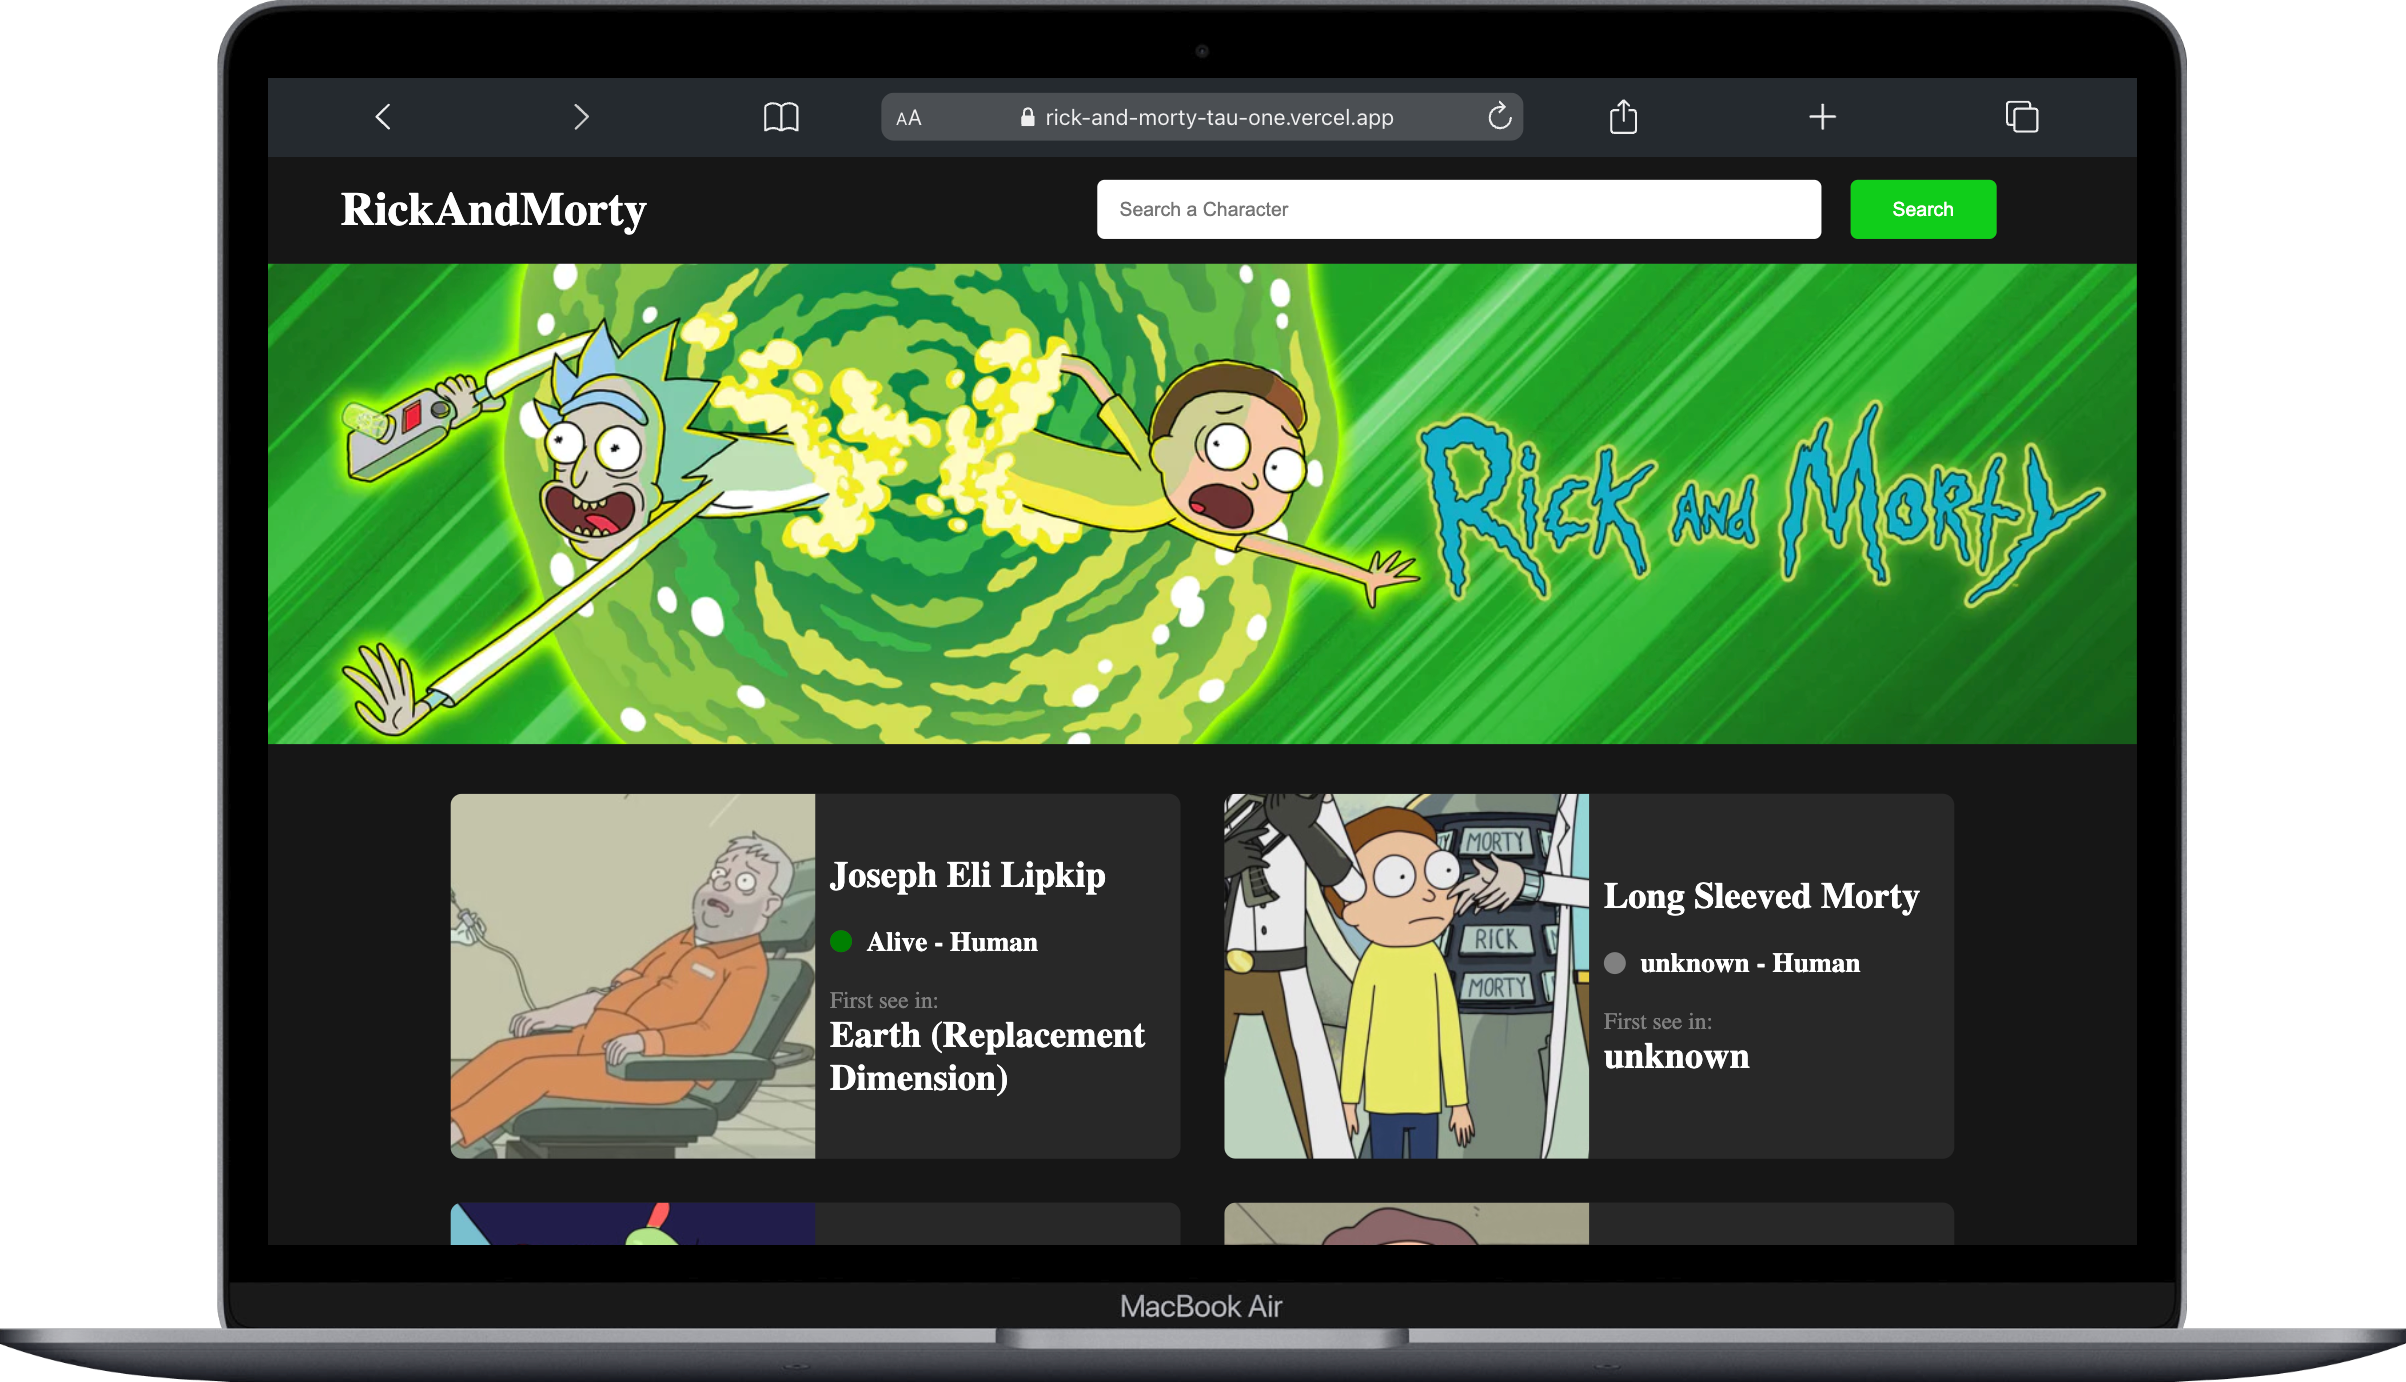 AA rick-and-morty-tau-one.vercel.app
RickAndMorty
Search a Character
Search
RICK AND MORTY
Joseph Eli Lipkip
Alive - Human
First see in:
Earth (Replacement
Dimension)
MORTY
RICK
MORTY
Long Sleeved Morty
unknown - Human
First see in:
unknown
MacBook Air